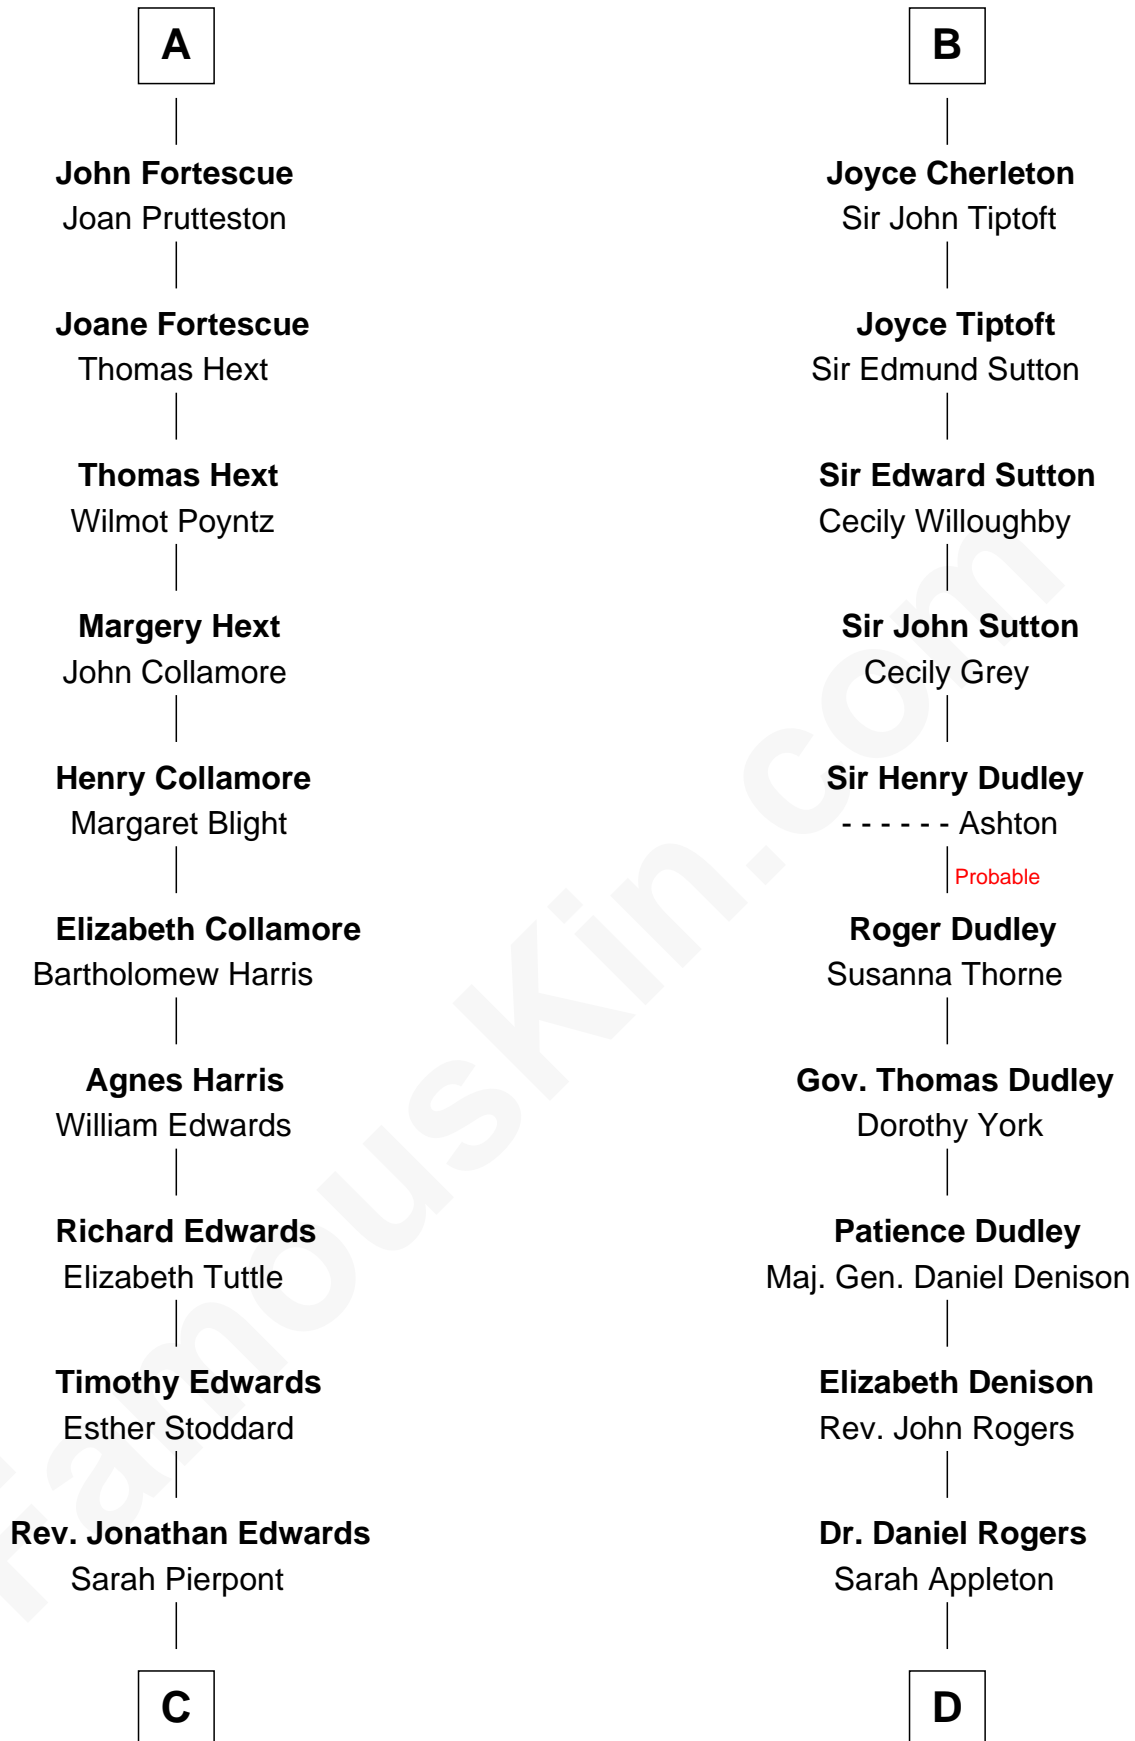 A
John Fortescue
Joan Prutteston
Joane Fortescue
Thomas Hext
Thomas Hext
Wilmot Poyntz
Margery Hext
John Collamore
Henry Collamore
Margaret Blight
Elizabeth Collamore
Bartholomew Harris
Agnes Harris
William Edwards
Richard Edwards
Elizabeth Tuttle
Timothy Edwards
Esther Stoddard
Rev. Jonathan Edwards
Sarah Pierpont
C
B
Joyce Cherleton
Sir John Tiptoft
Joyce Tiptoft
Sir Edmund Sutton
Sir Edward Sutton
Cecily Willoughby
Sir John Sutton
Cecily Grey
Sir Henry Dudley
- - - - - - Ashton
Probable
Roger Dudley
Susanna Thorne
Gov. Thomas Dudley
Dorothy York
Patience Dudley
Maj. Gen. Daniel Denison
Elizabeth Denison
Rev. John Rogers
Dr. Daniel Rogers
Sarah Appleton
D
FamousKin.com